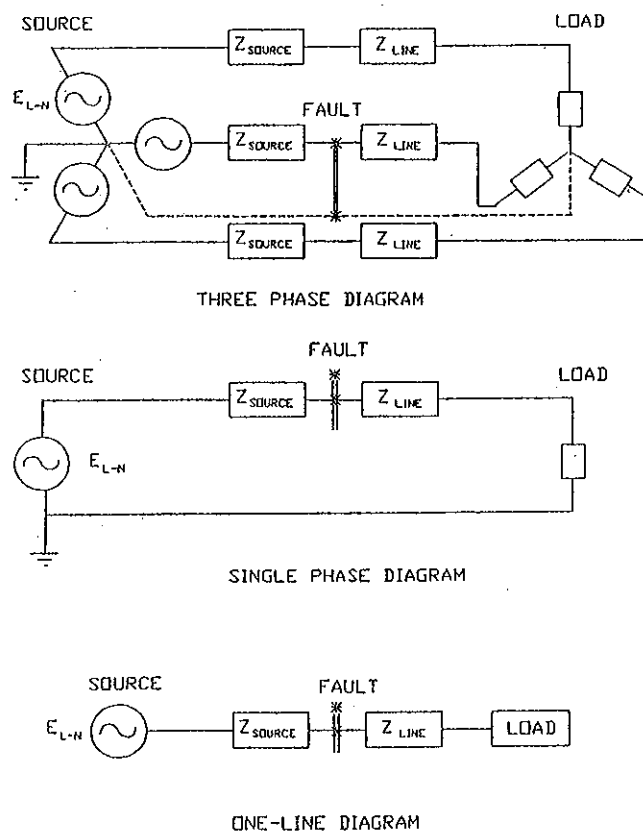 SOURCE LOAD
Z SOURCE Z LINE
E L-N
FAULT
Z SOURCE Z LINE
Z SOURCE Z LINE
THREE PHASE DIAGRAM
FAULT
SOURCE LOAD
Z SOURCE Z LINE
E L-N
SINGLE PHASE DIAGRAM
SOURCE FAULT
E L-N Z SOURCE Z LINE LOAD
ONE-LINE DIAGRAM